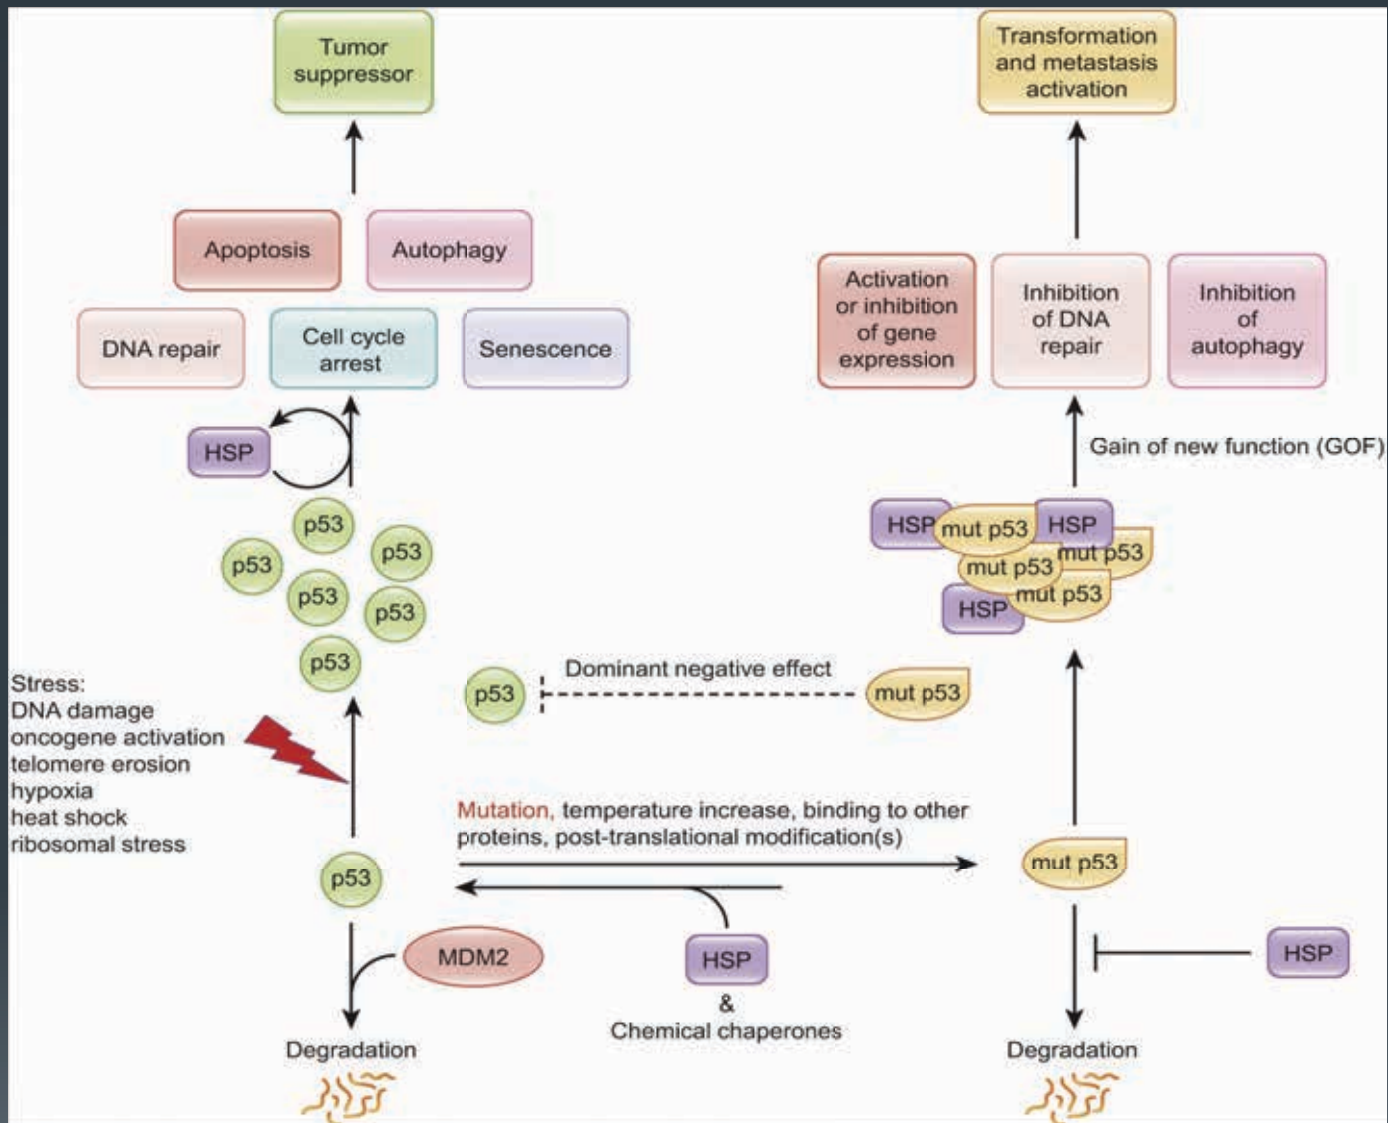 Tumor
suppressor
Transformation
and metastasis
activation
Apoptosis
Autophagy
DNA repair
Cell cycle
arrest
Senescence
Activation
or inhibition
of gene
expression
Inhibition
of DNA
repair
Inhibition
of
autophagy
HSP
Gain of new function (GOF)
p53
p53
p53
p53
p53
p53
HSP
mut p53
HSP
mut p53
mut p53
mut p53
HSP
Stress:
DNA damage
oncogene activation
telomere erosion
hypoxia
heat shock
ribosomal stress
p53
Dominant negative effect
mut p53
Mutation, temperature increase, binding to other
proteins, post-translational modification(s)
p53
mut p53
MDM2
HSP
&
Chemical chaperones
HSP
Degradation
Degradation